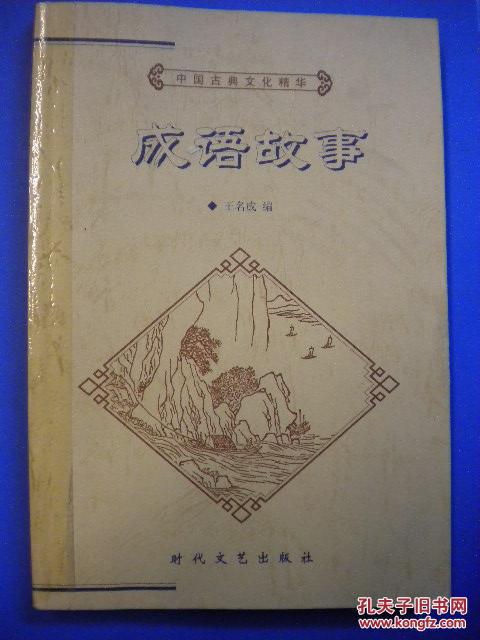 中国古典文化精华
成语故事
◆ 王名成 编
时代文艺出版社
孔夫子旧书网
www.kongfz.com